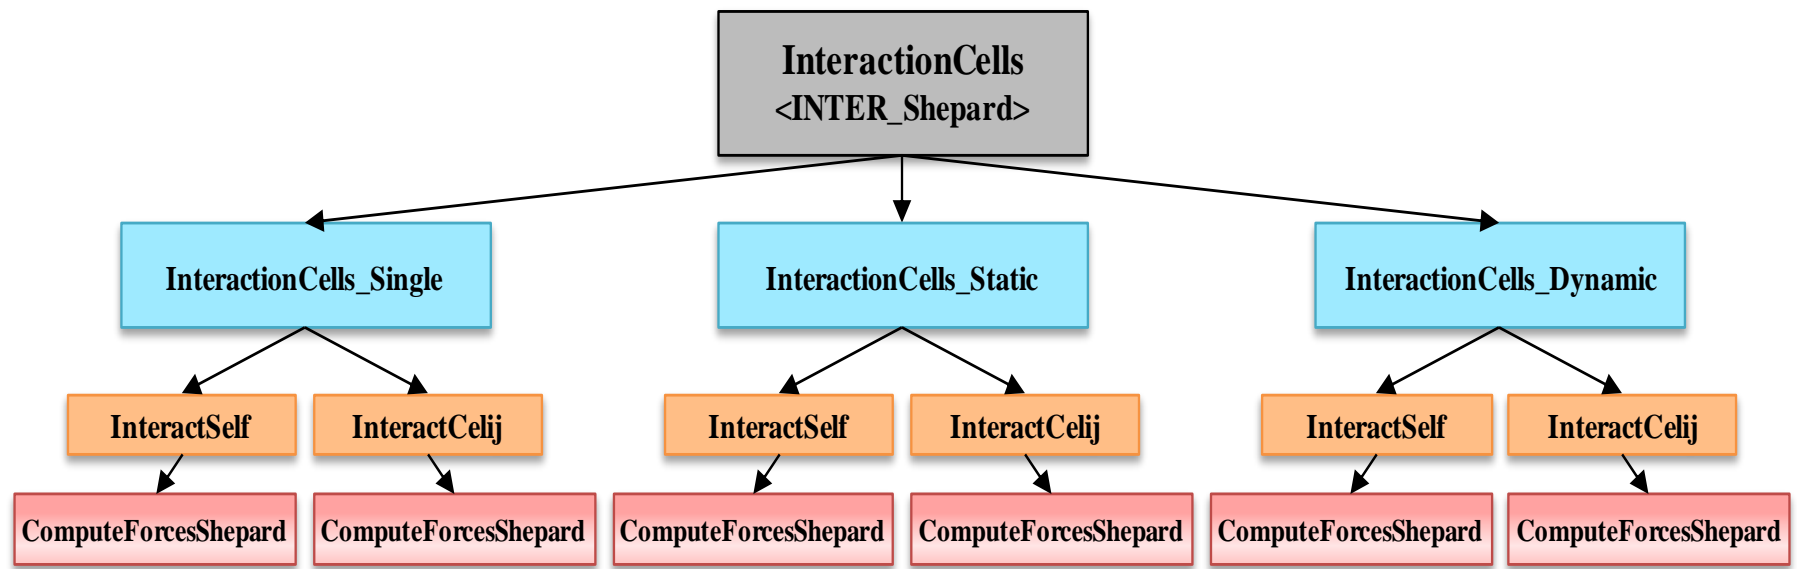 InteractionCells
<INTER_Shepard>
InteractionCells_Single
InteractionCells_Static
InteractionCells_Dynamic
InteractSelf
InteractCelij
InteractSelf
InteractCelij
InteractSelf
InteractCelij
ComputeForcesShepard
ComputeForcesShepard
ComputeForcesShepard
ComputeForcesShepard
ComputeForcesShepard
ComputeForcesShepard